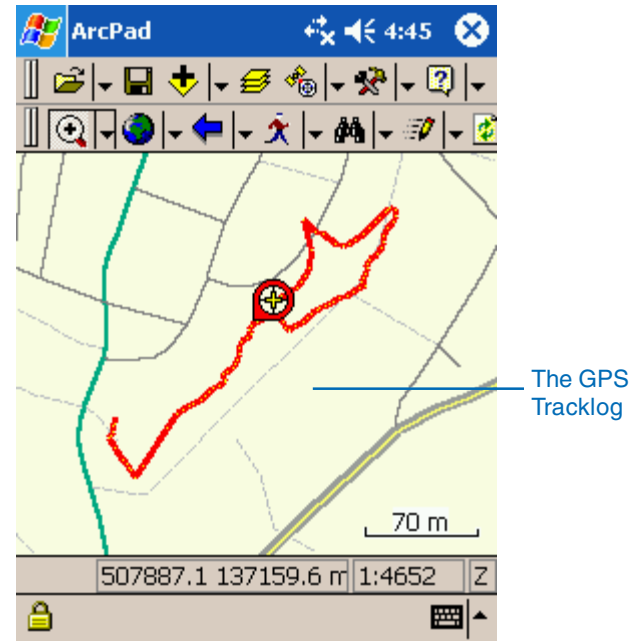 ArcPad
4:45
The GPS
Tracklog
70 m
507887.1 137159.6 m
1:4652
Z